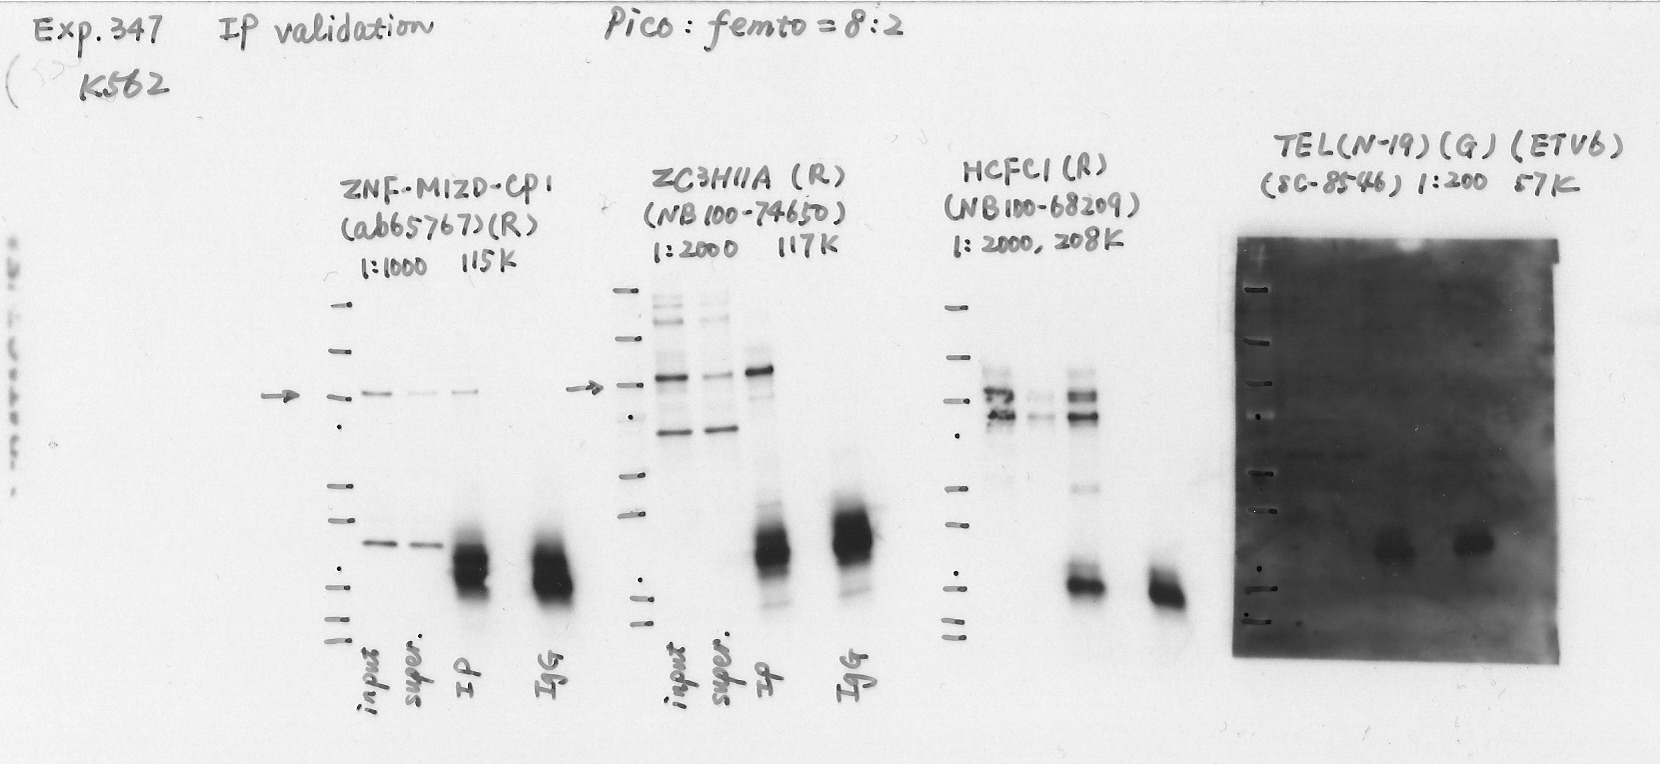 Exp. 347 IP validation Pico : femto = 8:2
K562
ZNF-MIZD-CP1
(ab65767)(R)
1:1000 115K
ZC3H11A (R)
(NB100-74650)
1:2000 117K
HCFC1 (R)
(NB100-68209)
1:2000, 208K
TEL(N-19)(G)(ETV6)
(SC-8546) 1:200 57K
input
super.
IP
IgG
input
super.
IP
IgG